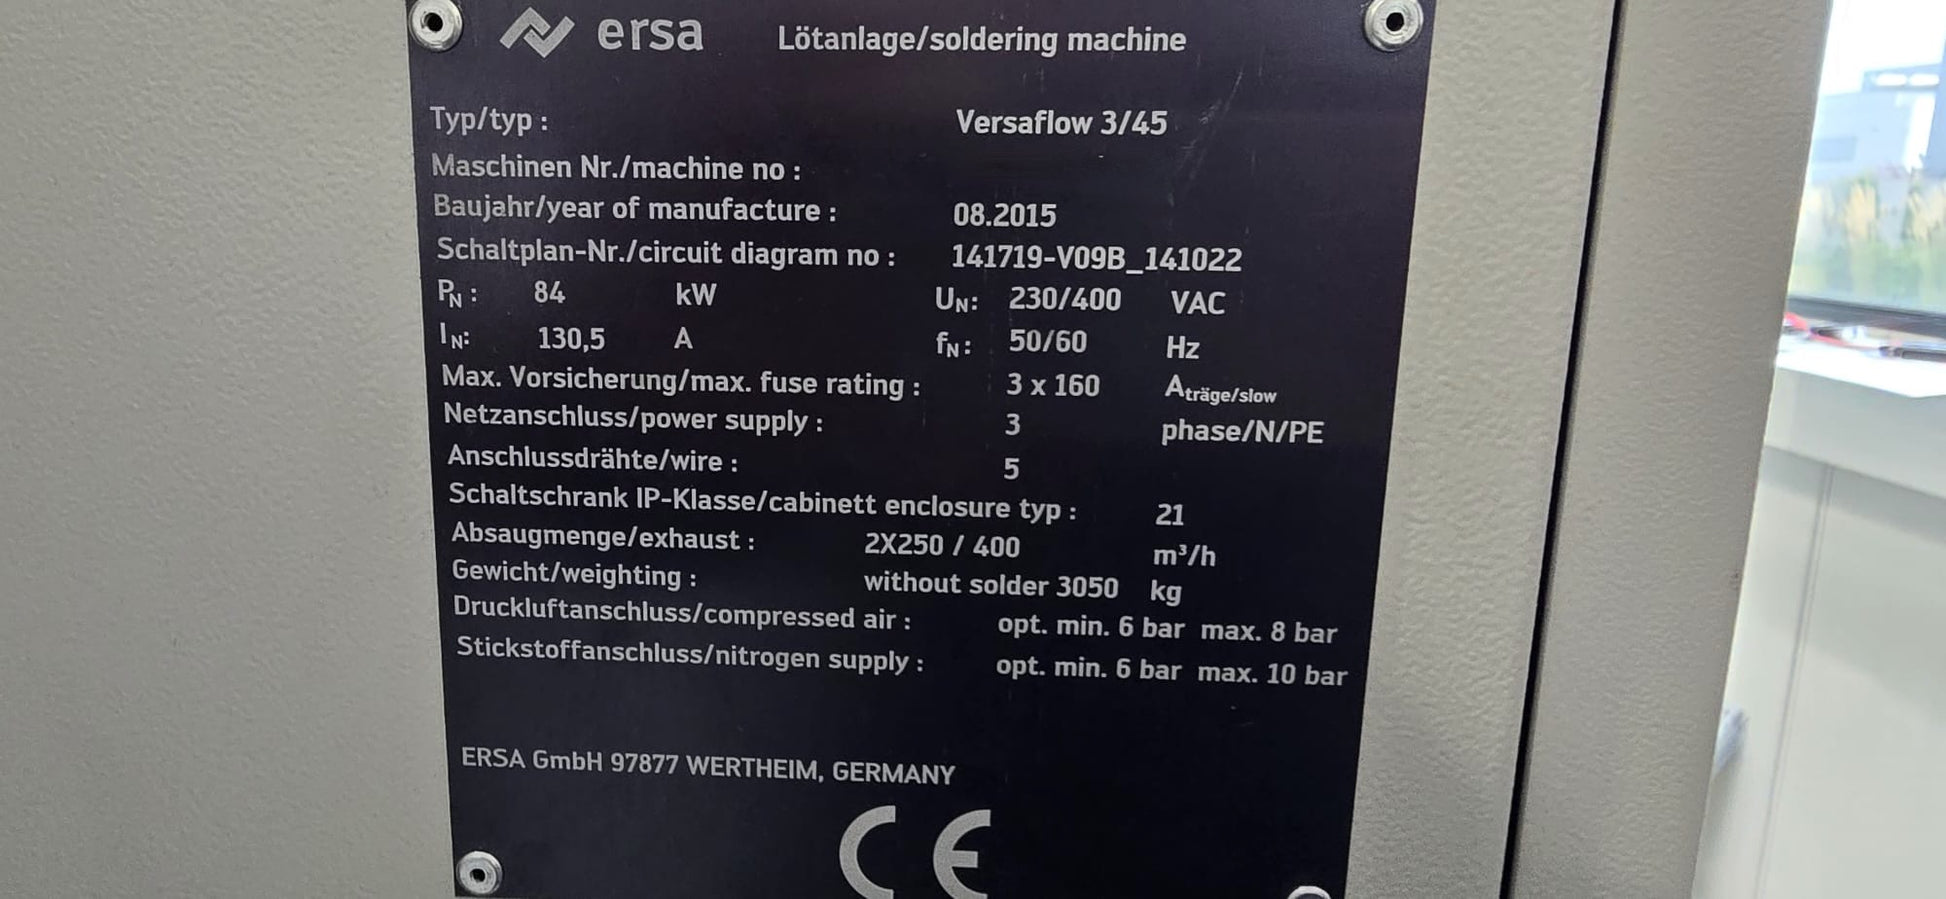 ersa Lötanlage/soldering machine
Typ/typ : Versaflow 3/45
Maschinen Nr./machine no :
Baujahr/year of manufacture : 08.2015
Schaltplan-Nr./circuit diagram no : 141719-V09B_141022
PN : 84 kW UN: 230/400 VAC
IN: 130,5 A fN: 50/60 Hz
Max. Vorsicherung/max. fuse rating : 3 x 160 Aträge/slow
Netzanschluss/power supply : 3 phase/N/PE
Anschlussdrähte/wire : 5
Schaltschrank IP-Klasse/cabinett enclosure typ : 21
Absaugmenge/exhaust : 2X250 / 400 m³/h
Gewicht/weighting : without solder 3050 kg
Druckluftanschluss/compressed air : opt. min. 6 bar max. 8 bar
Stickstoffanschluss/nitrogen supply : opt. min. 6 bar max. 10 bar
ERSA GmbH 97877 WERTHEIM, GERMANY
CE